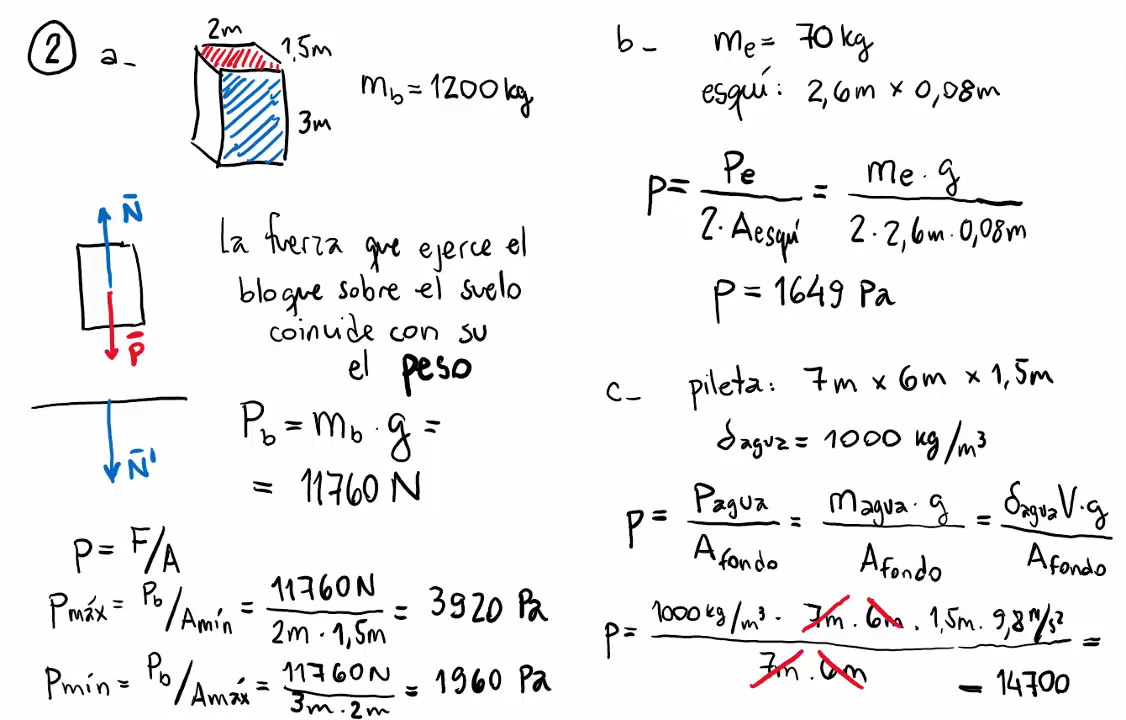 2 a-
2m
1,5m
3m
m_b = 1200 kg
N̄
P̄
N̄'
La fuerza que ejerce el
bloque sobre el suelo
coincide con su
el peso
P_b = m_b · g =
= 11760 N
P = F/A
P_máx = P_b/A_mín = 11760N / 2m · 1,5m = 3920 Pa
P_mín = P_b/A_máx = 11760N / 3m · 2m = 1960 Pa
b- m_e = 70 kg
esquí: 2,6m × 0,08m
P = P_e / 2·A_esquí = m_e · g / 2 · 2,6m · 0,08m
P = 1649 Pa
c- pileta: 7m × 6m × 1,5m
δ_agua = 1000 kg/m³
P = P_agua / A_fondo = m_agua · g / A_fondo = δ_agua V · g / A_fondo
P = 1000 kg/m³ · 7m · 6m · 1,5m · 9,8 m/s² / 7m · 6m =
= 14700